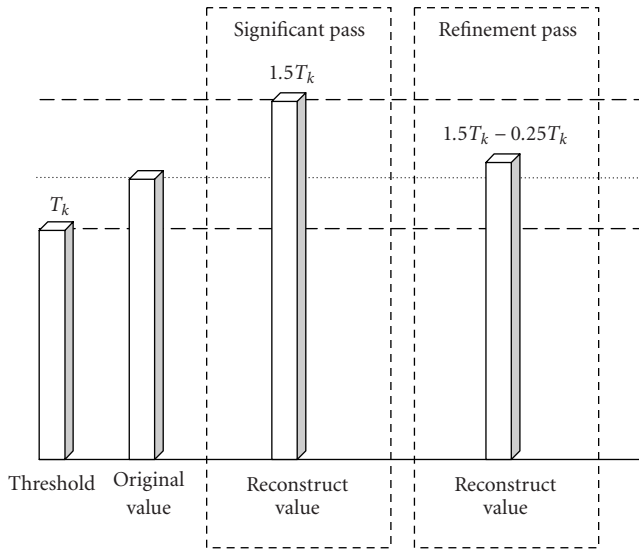 Significant pass
Refinement pass
1.5T_k
1.5T_k − 0.25T_k
T_k
Threshold
Original
value
Reconstruct
value
Reconstruct
value